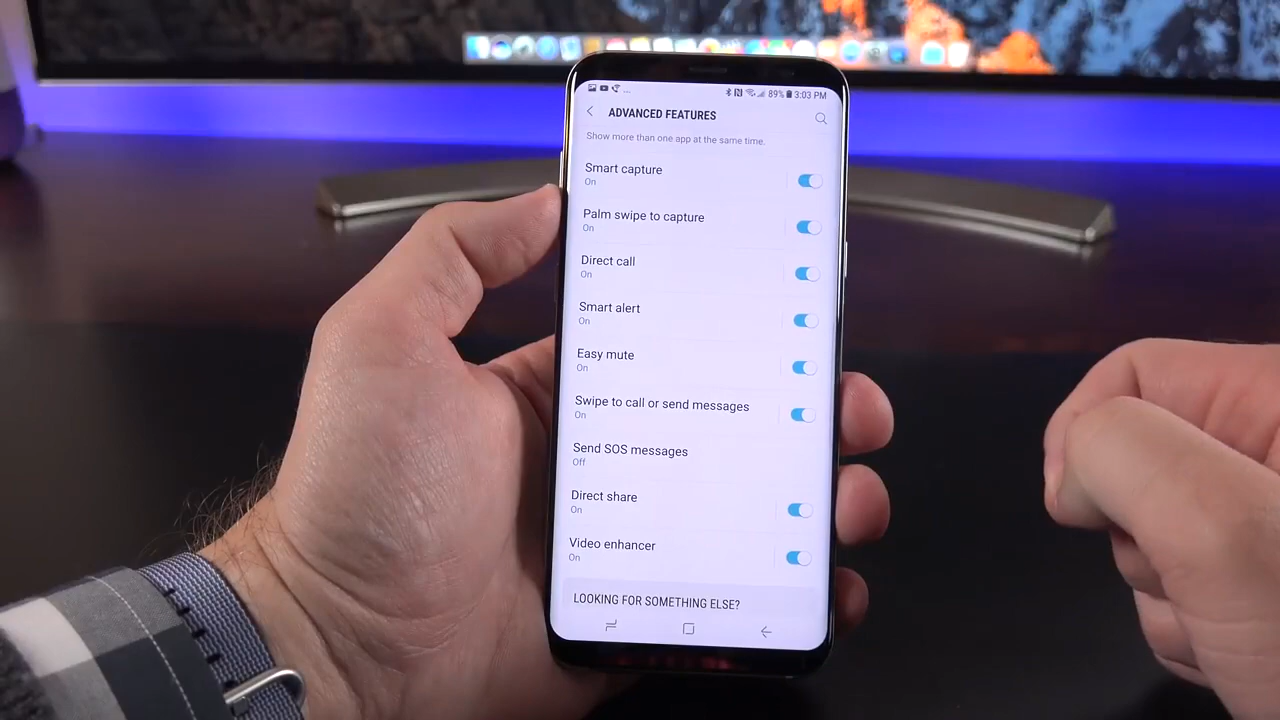 89% 3:03 PM
ADVANCED FEATURES
Show more than one app at the same time.
Smart capture
On
Palm swipe to capture
On
Direct call
On
Smart alert
On
Easy mute
On
Swipe to call or send messages
On
Send SOS messages
Off
Direct share
On
Video enhancer
On
LOOKING FOR SOMETHING ELSE?